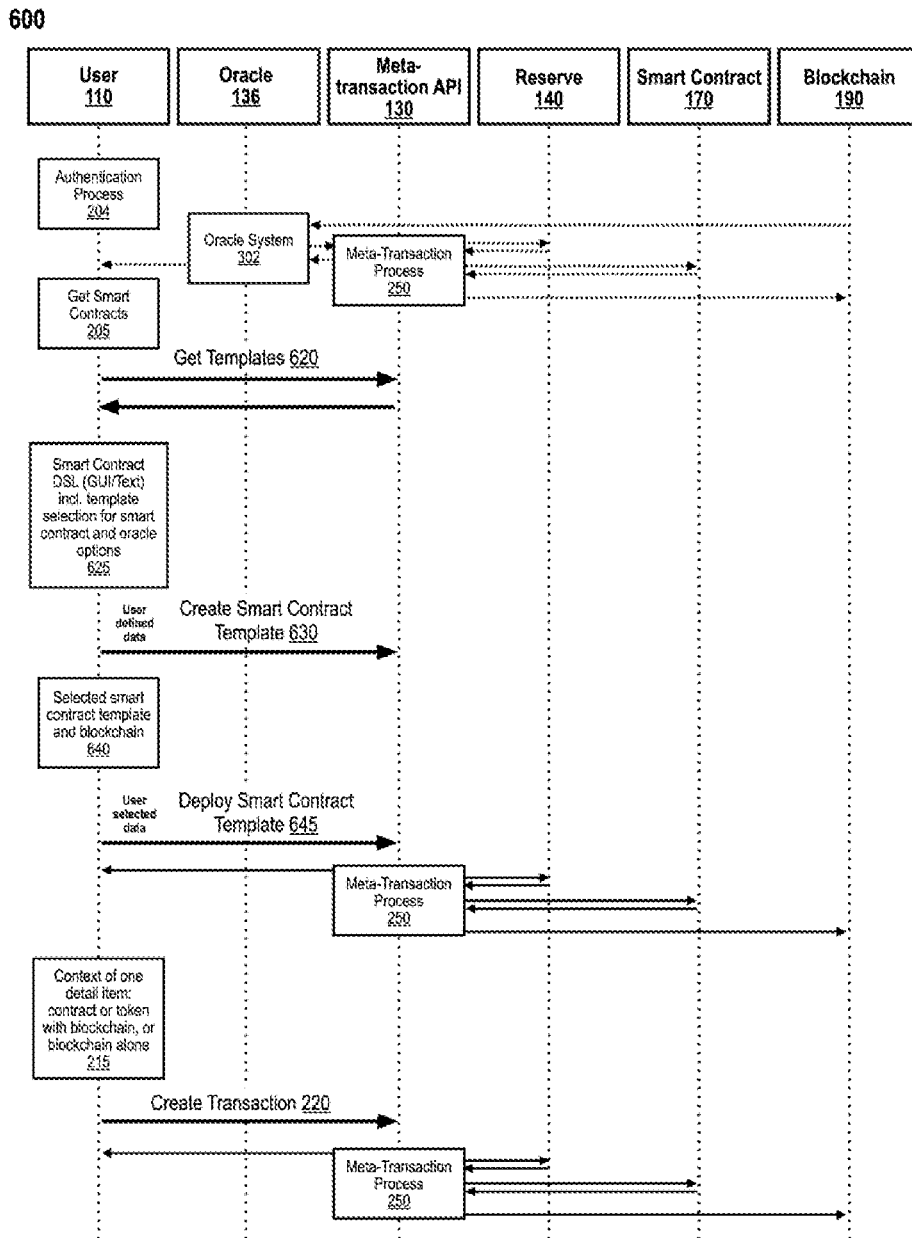 600
User
110
Oracle
136
Meta-
transaction API
130
Reserve
140
Smart Contract
170
Blockchain
190
Authentication
Process
204
Oracle System
302
Meta-Transaction
Process
250
Get Smart
Contracts
205
Get Templates 620
Smart Contract
DSL (GUI/Text)
incl. template
selection for smart
contract and oracle
options
625
User
defined
data
Create Smart Contract
Template 630
Selected smart
contract template
and blockchain
640
User
selected
data
Deploy Smart Contract
Template 645
Meta-Transaction
Process
250
Context of one
detail item:
contract or token
with blockchain, or
blockchain alone
215
Create Transaction 220
Meta-Transaction
Process
250